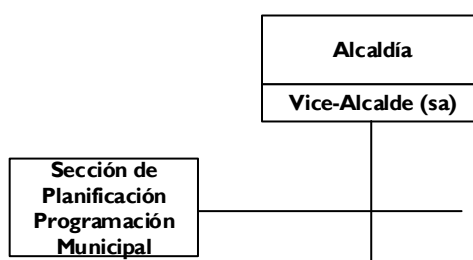 Alcaldía
Vice-Alcalde (sa)
Sección de
Planificación
Programación
Municipal